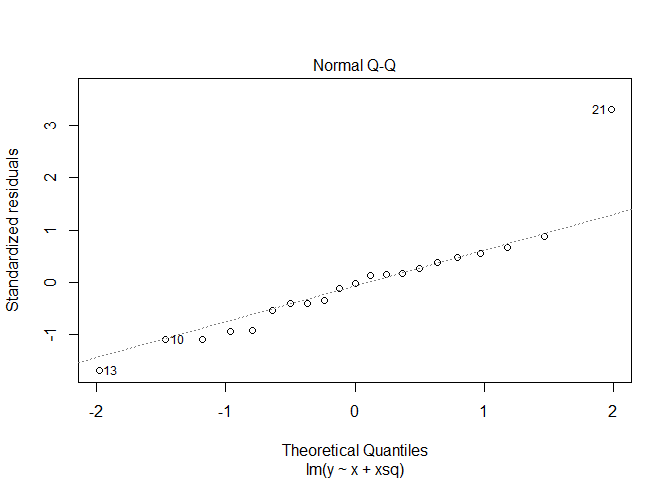 Normal Q-Q
Standardized residuals
3
2
1
0
-1
21
10
13
-2 -1 0 1 2
Theoretical Quantiles
lm(y ~ x + xsq)